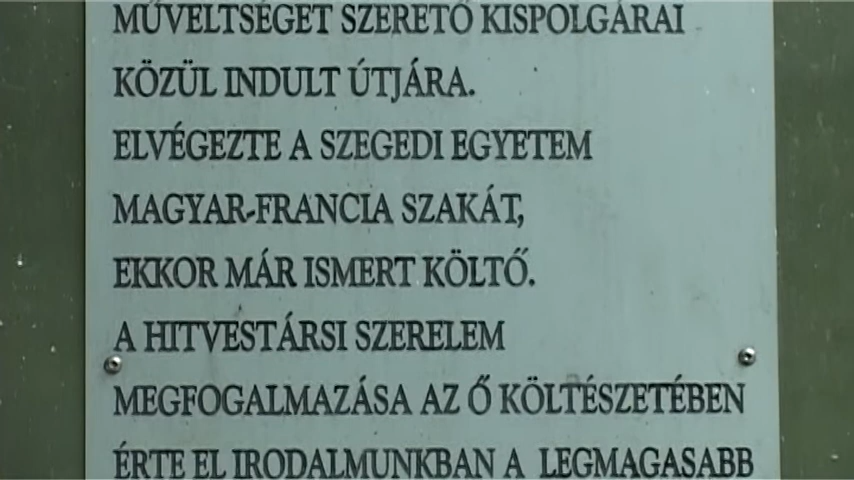 MŰVELTSÉGET SZERETŐ KISPOLGÁRAI
KÖZÜL INDULT ÚTJÁRA.
ELVÉGEZTE A SZEGEDI EGYETEM
MAGYAR-FRANCIA SZAKÁT,
EKKOR MÁR ISMERT KÖLTŐ.
A HITVESTÁRSI SZERELEM
MEGFOGALMAZÁSA AZ Ő KÖLTÉSZETÉBEN
ÉRTE EL IRODALMUNKBAN A LEGMAGASABB